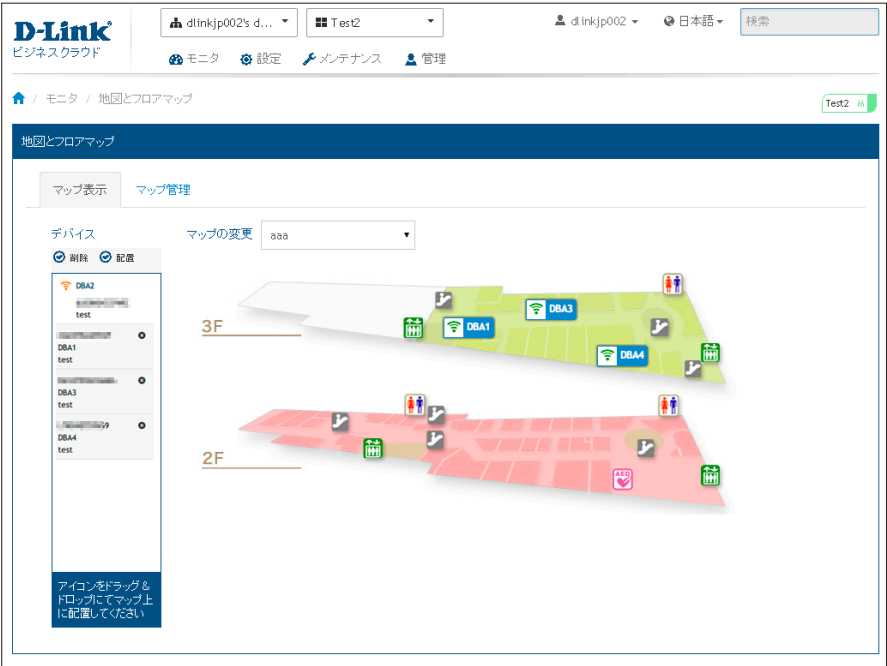 D-Link
ビジネスクラウド
dlinkjp002's d...
Test2
dlinkjp002
日本語
検索
モニタ
設定
メンテナンス
管理
/ モニタ / 地図とフロアマップ
Test2
地図とフロアマップ
マップ表示
マップ管理
デバイス
マップの変更
aaa
削除
配置
DBA2
test
DBA1
test
DBA3
test
9
DBA4
test
アイコンをドラッグ&
ドロップにてマップ上
に配置してください
3F
DBA1
DBA3
DBA4
2F
AED